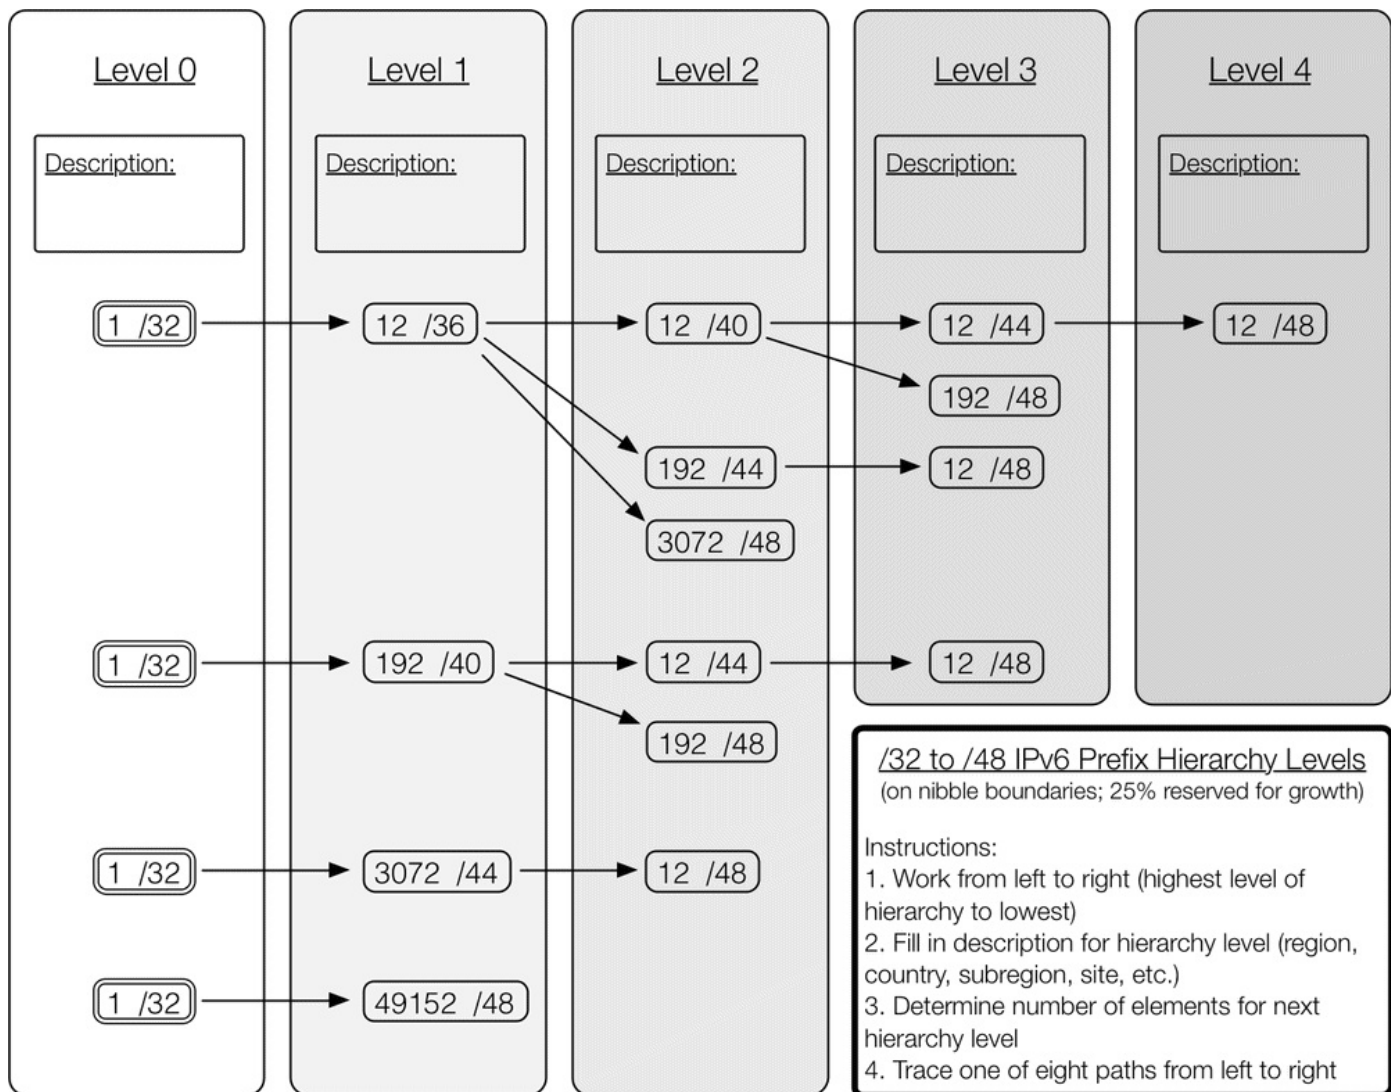 Level 0
Level 1
Level 2
Level 3
Level 4
Description:
Description:
Description:
Description:
Description:
1 /32
12 /36
12 /40
12 /44
12 /48
192 /48
192 /44
12 /48
3072 /48
1 /32
192 /40
12 /44
12 /48
192 /48
1 /32
3072 /44
12 /48
1 /32
49152 /48
/32 to /48 IPv6 Prefix Hierarchy Levels
(on nibble boundaries; 25% reserved for growth)
Instructions:
1. Work from left to right (highest level of
hierarchy to lowest)
2. Fill in description for hierarchy level (region,
country, subregion, site, etc.)
3. Determine number of elements for next
hierarchy level
4. Trace one of eight paths from left to right